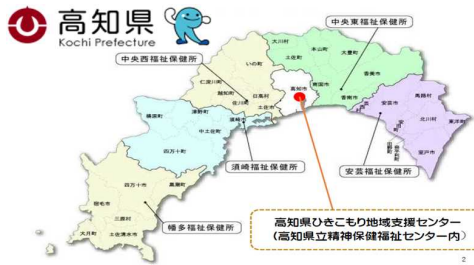 高知県
Kochi Prefecture
中央東福祉保健所
中央西福祉保健所
大川村
本山町
大豊町
土佐町
いの町
仁淀川町
越知町
佐川町
日高村
土佐市
高知市
南国市
香美市
香南市
馬路村
安芸市
北川村
東洋町
室戸市
津野町
梼原町
中土佐町
四万十町
須崎福祉保健所
安芸福祉保健所
四万十市
黒潮町
宿毛市
三原村
大月町
土佐清水市
幡多福祉保健所
高知県ひきこもり地域支援センター
(高知県立精神保健福祉センター内)
2